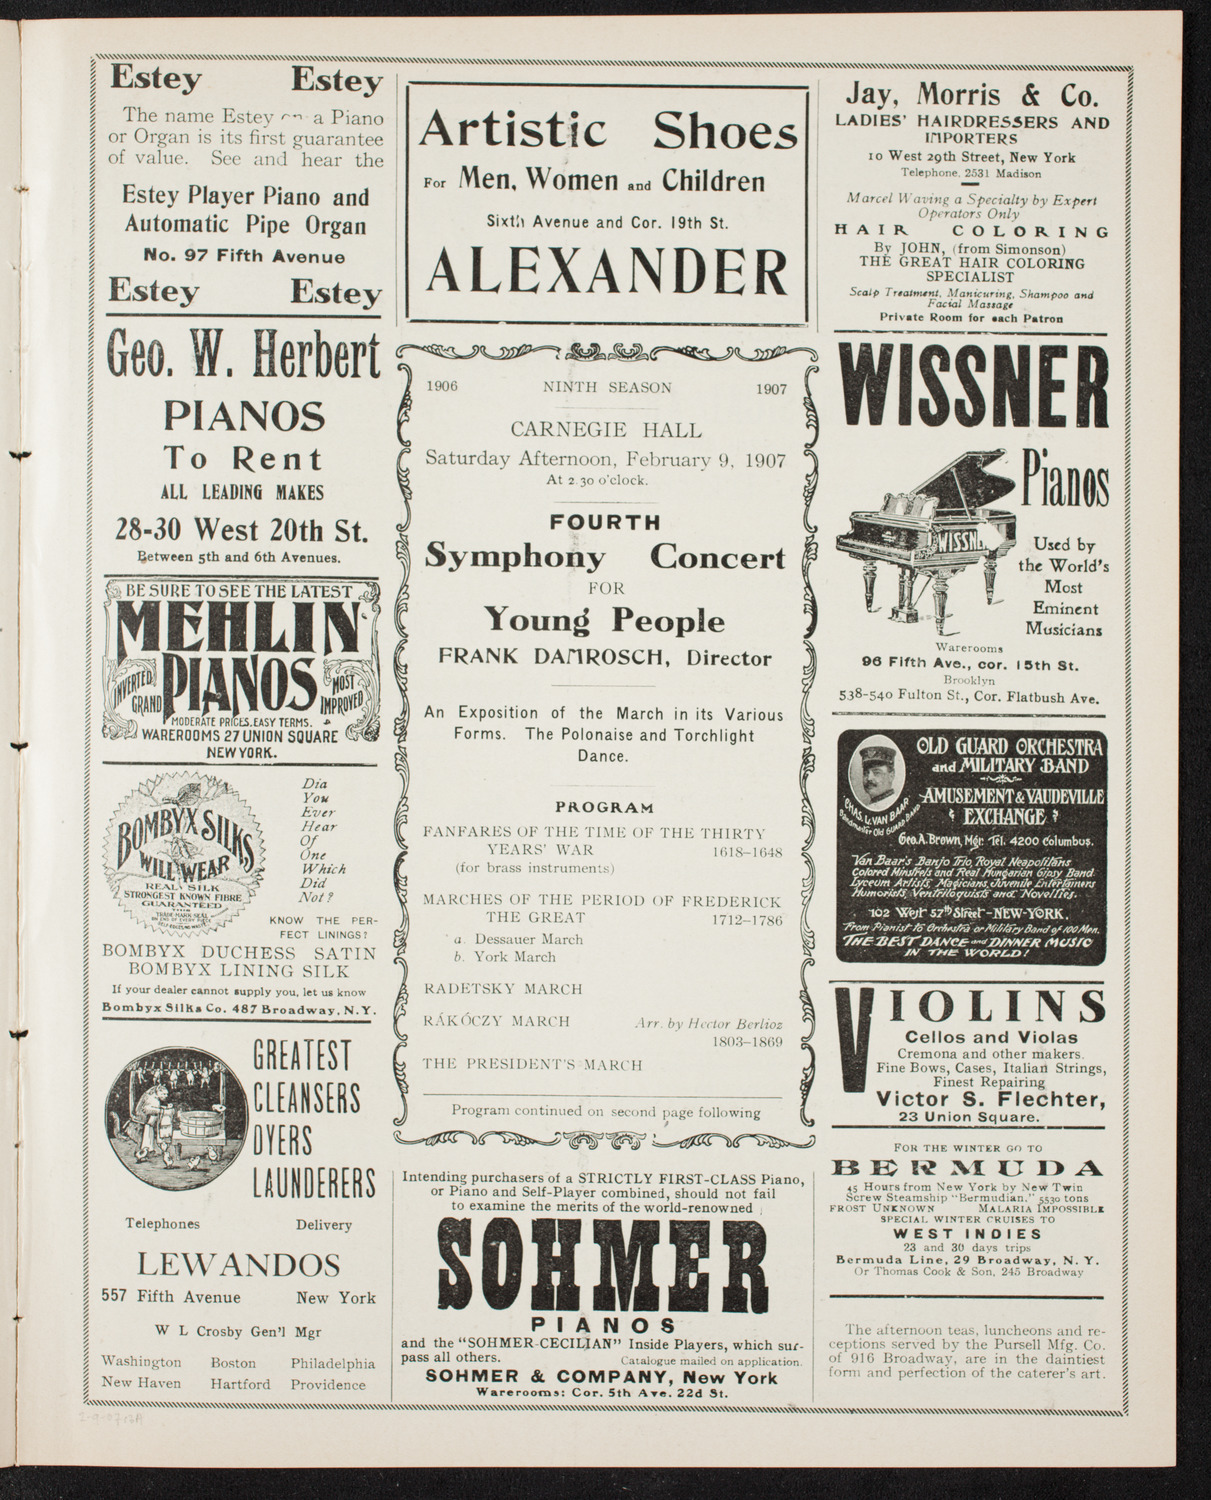 Estey Estey
The name Estey on a Piano
or Organ is its first guarantee
of value. See and hear the
Estey Player Piano and
Automatic Pipe Organ
No. 97 Fifth Avenue
Estey Estey
Geo. W. Herbert
PIANOS
To Rent
ALL LEADING MAKES
28-30 West 20th St.
Between 5th and 6th Avenues.
BE SURE TO SEE THE LATEST
MEHLIN
PIANOS
INVERTED
GRAND
MOST
IMPROVED
MODERATE PRICES. EASY TERMS.
WAREROOMS 27 UNION SQUARE
NEW YORK.
BOMBYX SILKS
WILL WEAR
REAL SILK
STRONGEST KNOWN FIBRE
GUARANTEED
Dia
You
Ever
Hear
Of
One
Which
Did
Not?
KNOW THE PER-
FECT LININGS?
BOMBYX DUCHESS SATIN
BOMBYX LINING SILK
If your dealer cannot supply you, let us know
Bombyx Silks Co. 487 Broadway, N.Y.
GREATEST
CLEANSERS
DYERS
LAUNDERERS
Telephones Delivery
LEWANDOS
557 Fifth Avenue New York
W L Crosby Gen'l Mgr
Washington Boston Philadelphia
New Haven Hartford Providence
Artistic Shoes
For Men, Women and Children
Sixth Avenue and Cor. 19th St.
ALEXANDER
1906 NINTH SEASON 1907
CARNEGIE HALL
Saturday Afternoon, February 9, 1907
At 2.30 o'clock.
FOURTH
Symphony Concert
FOR
Young People
FRANK DAMROSCH, Director
An Exposition of the March in its Various
Forms. The Polonaise and Torchlight
Dance.
PROGRAM
FANFARES OF THE TIME OF THE THIRTY
YEARS' WAR 1618-1648
(for brass instruments)
MARCHES OF THE PERIOD OF FREDERICK
THE GREAT 1712-1786
a. Dessauer March
b. York March
RADETSKY MARCH
RÁKÓCZY MARCH Arr. by Hector Berlioz
1803-1869
THE PRESIDENT'S MARCH
Program continued on second page following
Intending purchasers of a STRICTLY FIRST-CLASS Piano,
or Piano and Self-Player combined, should not fail
to examine the merits of the world-renowned
SOHMER
PIANOS
and the "SOHMER-CECILIAN" Inside Players, which sur-
pass all others. Catalogue mailed on application.
SOHMER & COMPANY, New York
Warerooms: Cor. 5th Ave. 22d St.
Jay, Morris & Co.
LADIES' HAIRDRESSERS AND
IMPORTERS
10 West 29th Street, New York
Telephone, 2531 Madison
Marcel Waving a Specialty by Expert
Operators Only
HAIR COLORING
By JOHN, (from Simonson)
THE GREAT HAIR COLORING
SPECIALIST
Scalp Treatment, Manicuring, Shampoo and
Facial Massage
Private Room for each Patron
WISSNER
Pianos
WISSN
Used by
the World's
Most
Eminent
Musicians
Warerooms
96 Fifth Ave., cor. 15th St.
Brooklyn
538-540 Fulton St., Cor. Flatbush Ave.
OLD GUARD ORCHESTRA
and MILITARY BAND
AMUSEMENT & VAUDEVILLE
EXCHANGE
CHAS. L. VAN BAAR
Bandmaster Old Guard Band
Geo. A. Brown, Mgr. Tel. 4200 Columbus.
Van Baar's Banjo Trio, Royal Neapolitans
Colored Minstrels and Real Hungarian Gipsy Band.
Lyceum Artists, Magicians, Juvenile Entertainers
Humorists, Ventriloquists and Novelties.
102 West 57th Street-NEW-YORK.
From Pianist to Orchestra or Military Band of 100 Men.
THE BEST DANCE and DINNER MUSIC
IN THE WORLD!
VIOLINS
Cellos and Violas
Cremona and other makers.
Fine Bows, Cases, Italian Strings,
Finest Repairing
Victor S. Flechter,
23 Union Square.
FOR THE WINTER GO TO
BERMUDA
45 Hours from New York by New Twin
Screw Steamship "Bermudian." 5530 tons
FROST UNKNOWN MALARIA IMPOSSIBLE
SPECIAL WINTER CRUISES TO
WEST INDIES
23 and 30 days trips
Bermuda Line, 29 Broadway, N. Y.
Or Thomas Cook & Son, 245 Broadway
The afternoon teas, luncheons and re-
ceptions served by the Pursell Mfg. Co.
of 916 Broadway, are in the daintiest
form and perfection of the caterer's art.